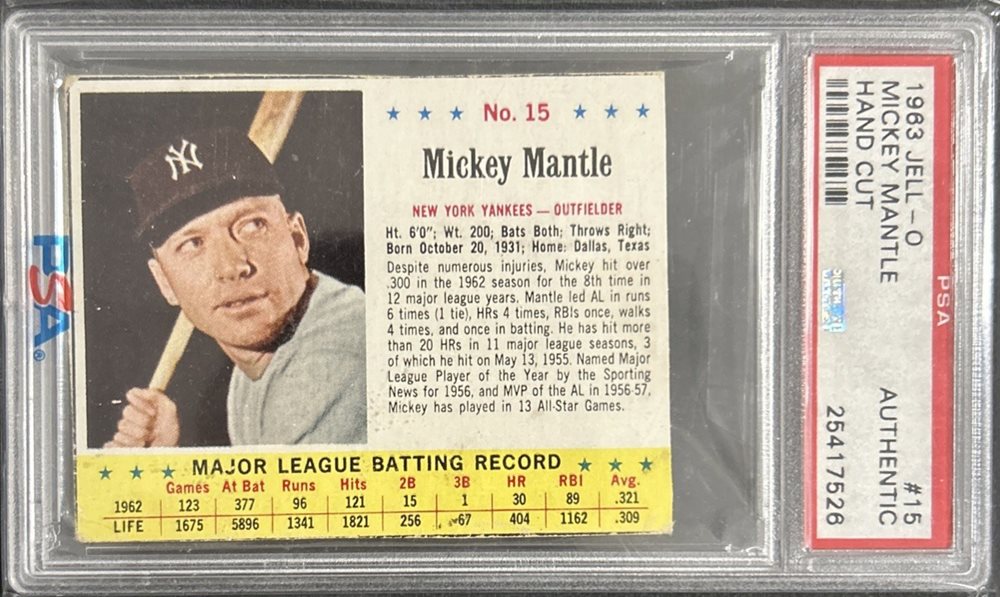 NY
★ ★ ★ No. 15 ★ ★ ★
Mickey Mantle
NEW YORK YANKEES — OUTFIELDER
Ht. 6'0"; Wt. 200; Bats Both; Throws Right;
Born October 20, 1931; Home: Dallas, Texas
Despite numerous injuries, Mickey hit over
.300 in the 1962 season for the 8th time in
12 major league years. Mantle led AL in runs
6 times (1 tie), HRs 4 times, RBIs once, walks
4 times, and once in batting. He has hit more
than 20 HRs in 11 major league seasons, 3
of which he hit on May 13, 1955. Named Major
League Player of the Year by the Sporting
News for 1956, and MVP of the AL in 1956-57,
Mickey has played in 13 All-Star Games.
★ ★ ★ MAJOR LEAGUE BATTING RECORD ★ ★ ★
Games At Bat Runs Hits 2B 3B HR RBI Avg.
1962 123 377 96 121 15 1 30 89 .321
LIFE 1675 5896 1341 1821 256 67 404 1162 .309
PSA
1963 JELL-O #15
MICKEY MANTLE AUTHENTIC
HAND CUT 25417526
PSA